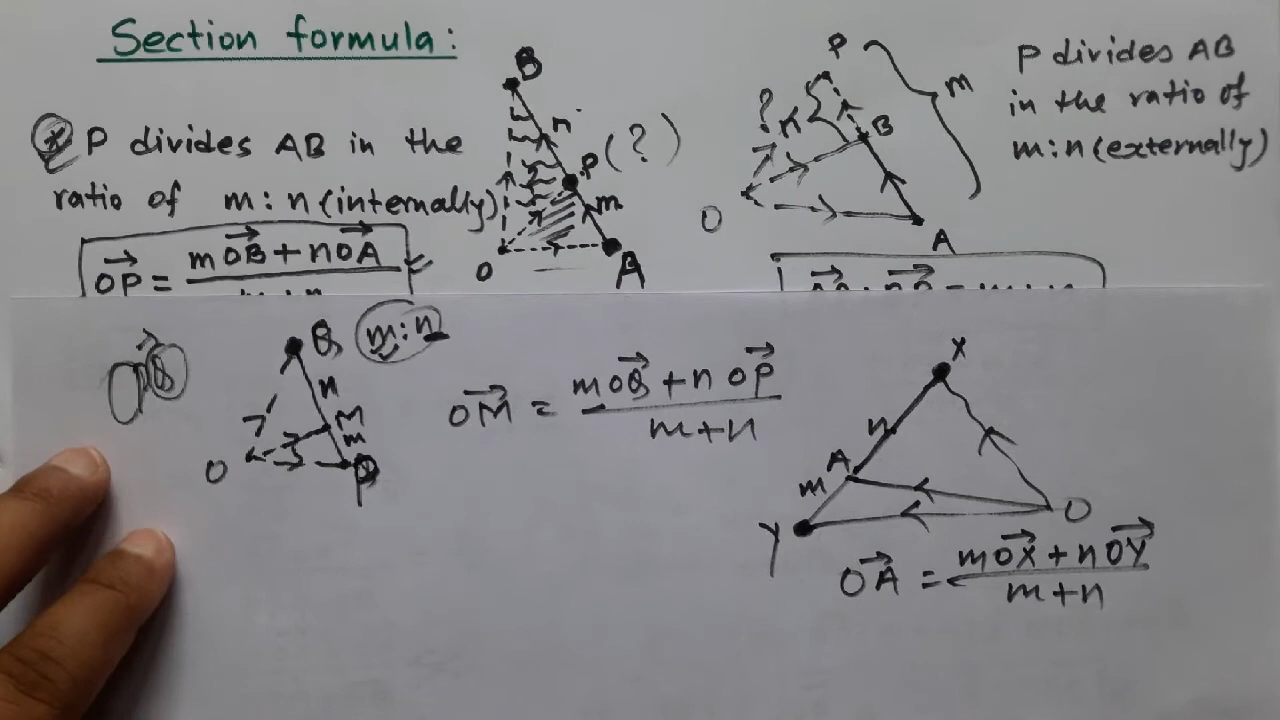 Section formula:
P divides AB in the
ratio of m:n (internally)
OP = mOB + nOA
B
n
P (?)
m
O
A
P
m
?
n
B
O
A
P divides AB
in the ratio of
m:n (externally)
Q
m:n
n
M
m
O
P
OM = mOQ + nOP
m+n
X
n
A
m
Y
O
OA = mOX + nOY
m+n